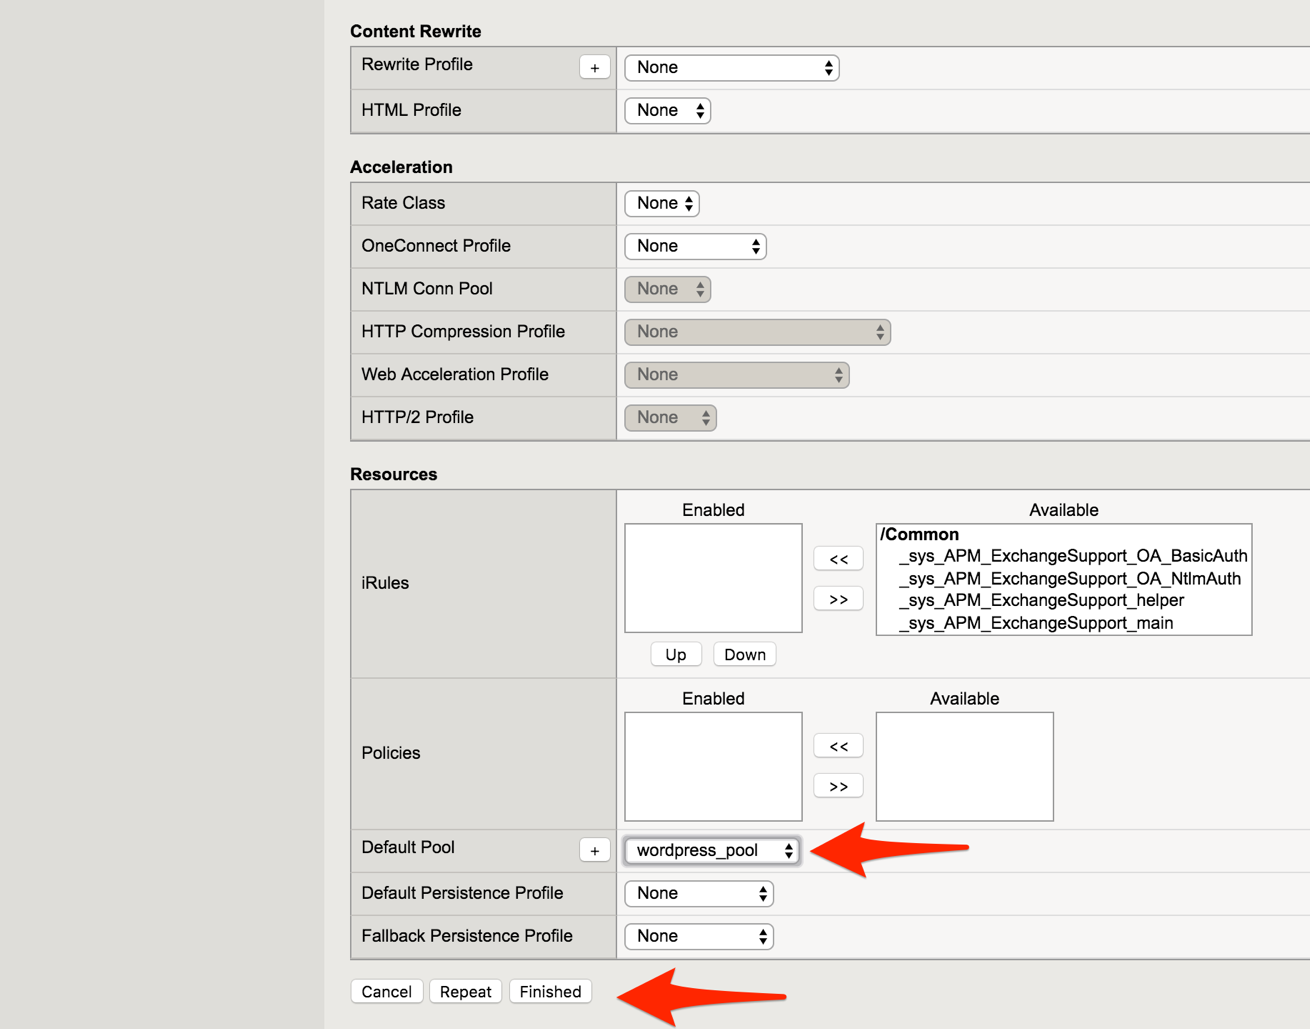 Content Rewrite
Rewrite Profile + None
HTML Profile None
Acceleration
Rate Class None
OneConnect Profile None
NTLM Conn Pool None
HTTP Compression Profile None
Web Acceleration Profile None
HTTP/2 Profile None
Resources
Enabled Available
/Common
_sys_APM_ExchangeSupport_OA_BasicAuth
<< _sys_APM_ExchangeSupport_OA_NtlmAuth
iRules
>> _sys_APM_ExchangeSupport_helper
_sys_APM_ExchangeSupport_main
Up Down
Enabled Available
<<
Policies
>>
Default Pool + wordpress_pool
Default Persistence Profile None
Fallback Persistence Profile None
Cancel Repeat Finished